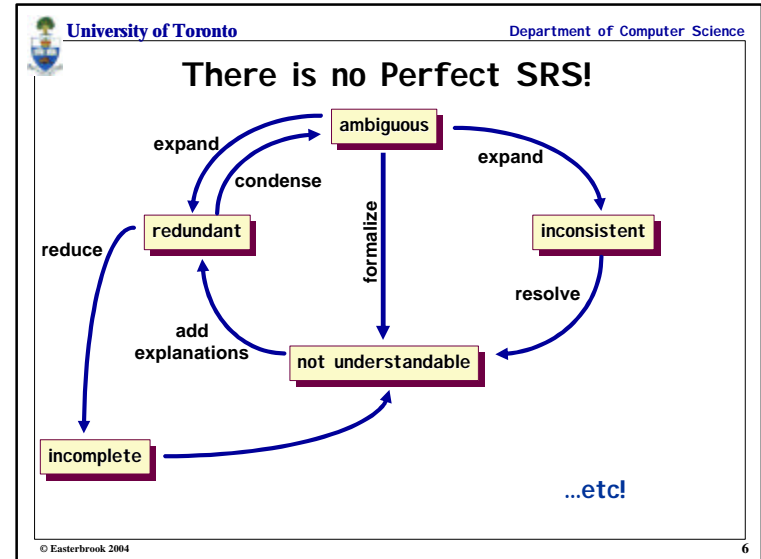 University of Toronto
Department of Computer Science
There is no Perfect SRS!
ambiguous
expand
expand
condense
formalize
redundant
inconsistent
reduce
resolve
add
explanations
not understandable
incomplete
...etc!
© Easterbrook 2004
6